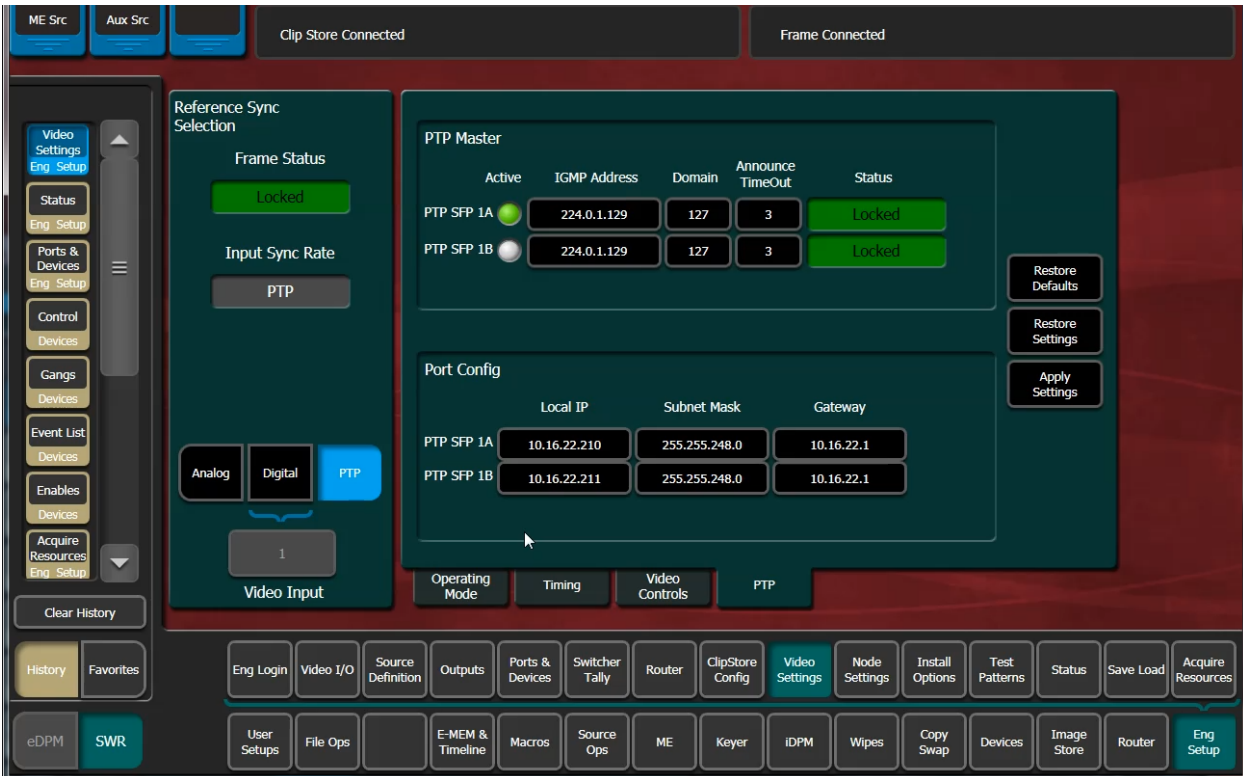 ME Src
Aux Src
Clip Store Connected
Frame Connected
Video
Settings
Eng Setup
Status
Eng Setup
Ports &
Devices
Eng Setup
Control
Devices
Gangs
Devices
Event List
Devices
Enables
Devices
Acquire
Resources
Eng Setup
Clear History
History
Favorites
eDPM
SWR
Reference Sync
Selection
Frame Status
Locked
Input Sync Rate
PTP
Analog
Digital
PTP
1
Video Input
PTP Master
Active IGMP Address Domain Announce TimeOut Status
PTP SFP 1A 224.0.1.129 127 3 Locked
PTP SFP 1B 224.0.1.129 127 3 Locked
Port Config
Local IP Subnet Mask Gateway
PTP SFP 1A 10.16.22.210 255.255.248.0 10.16.22.1
PTP SFP 1B 10.16.22.211 255.255.248.0 10.16.22.1
Restore
Defaults
Restore
Settings
Apply
Settings
Operating
Mode
Timing
Video
Controls
PTP
Eng Login
Video I/O
Source
Definition
Outputs
Ports &
Devices
Switcher
Tally
Router
ClipStore
Config
Video
Settings
Node
Settings
Install
Options
Test
Patterns
Status
Save Load
Acquire
Resources
User
Setups
File Ops
E-MEM &
Timeline
Macros
Source
Ops
ME
Keyer
iDPM
Wipes
Copy
Swap
Devices
Image
Store
Router
Eng
Setup